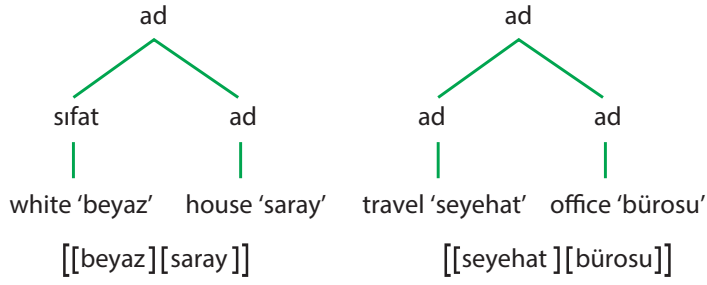 ad ad
sıfat ad ad ad
white ‘beyaz’ house ‘saray’ travel ‘seyehat’ office ‘bürosu’
[[beyaz][saray]] [[seyehat ][bürosu]]